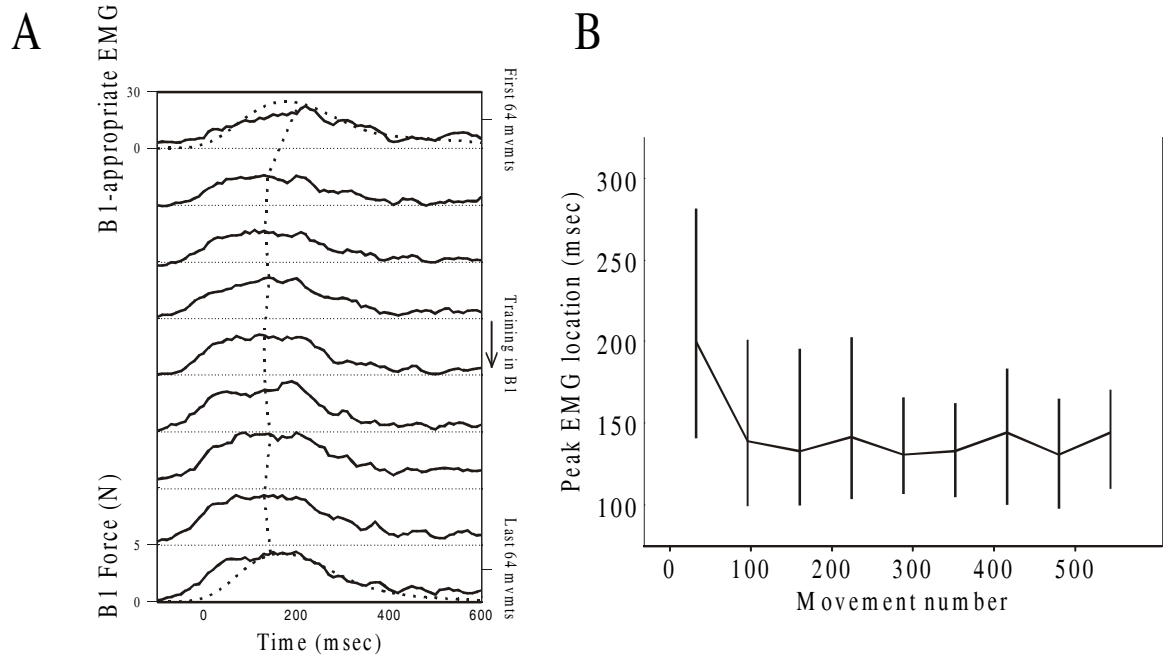 A
B1-appropriate EMG
30
0
First 64 mvmts
Training in B1
B1 Force (N)
5
0
Last 64 mvmts
0
200
400
600
Time (msec)
B
Peak EMG location (msec)
300
250
200
150
100
0
100
200
300
400
500
Movement number